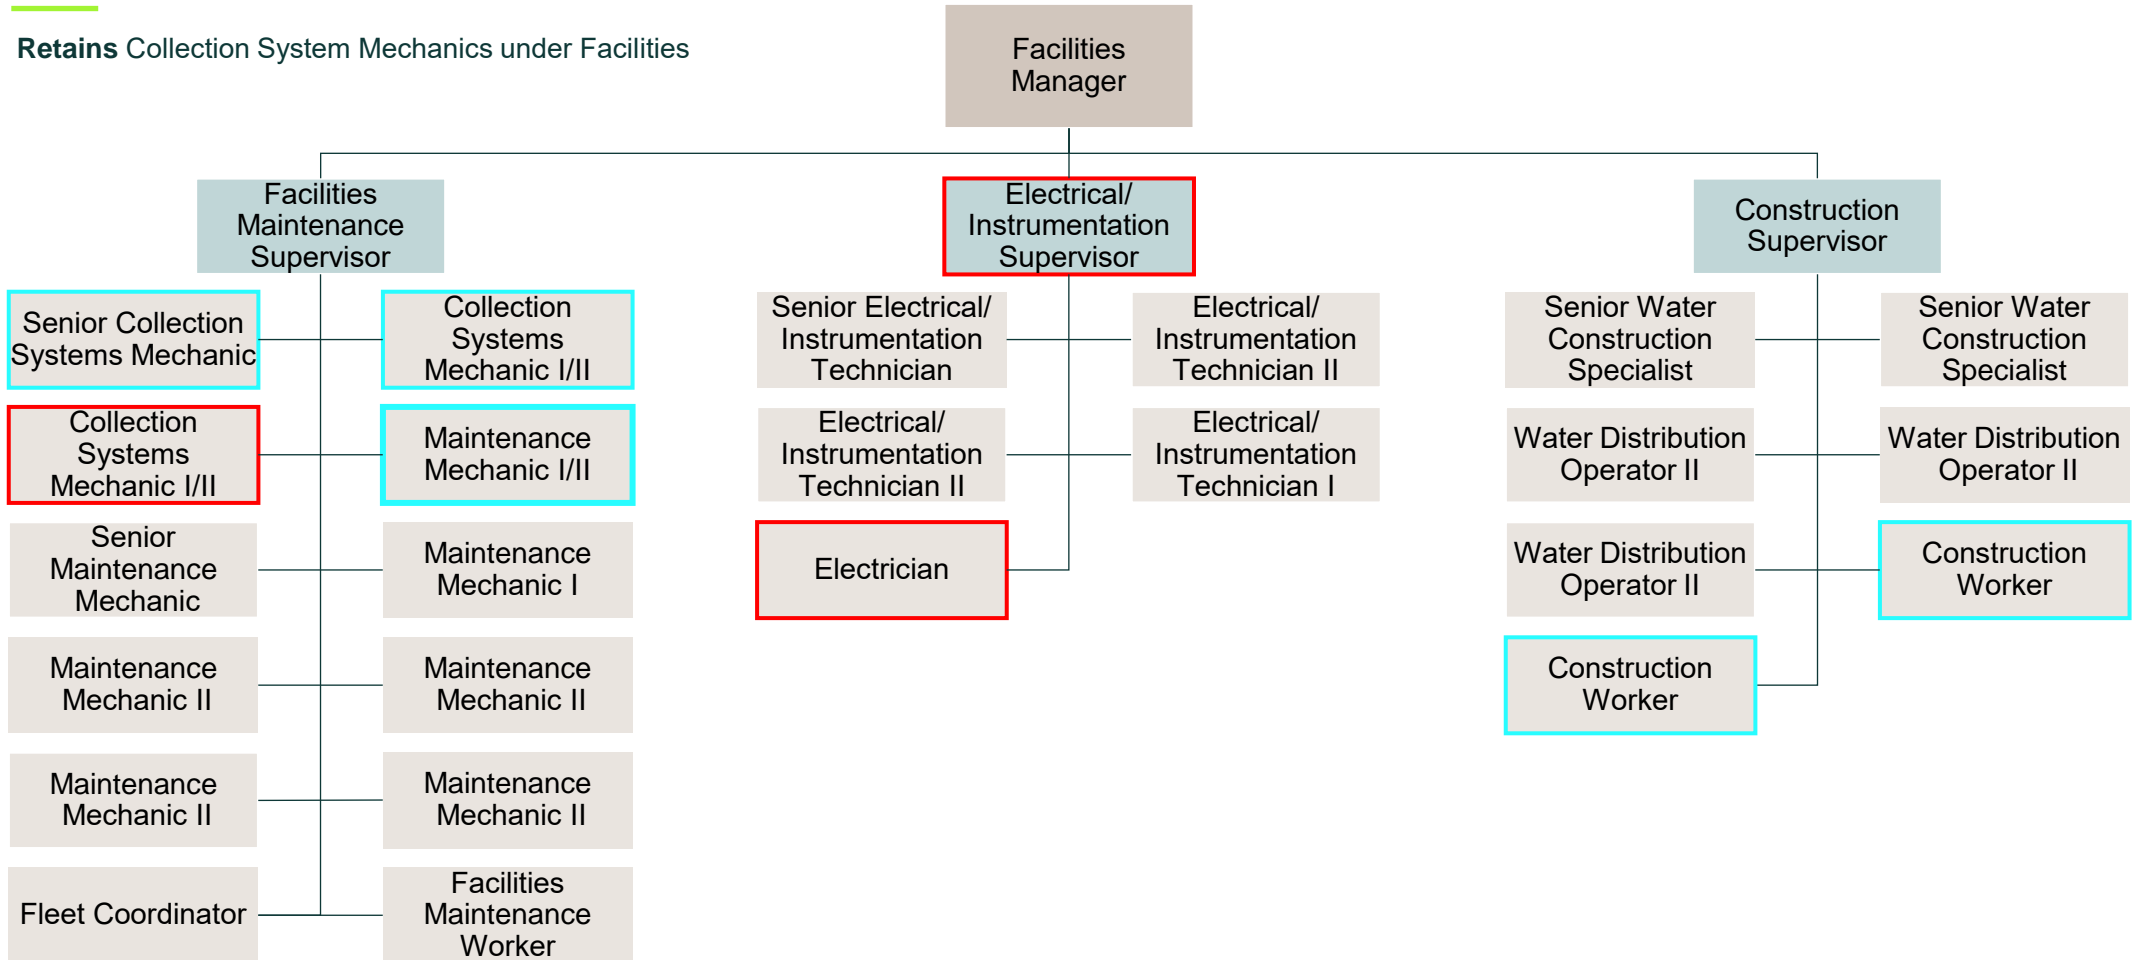 Retains Collection System Mechanics under Facilities
Facilities
Manager
Facilities
Maintenance
Supervisor
Electrical/
Instrumentation
Supervisor
Construction
Supervisor
Senior Collection
Systems Mechanic
Collection
Systems
Mechanic I/II
Senior Electrical/
Instrumentation
Technician
Electrical/
Instrumentation
Technician II
Senior Water
Construction
Specialist
Senior Water
Construction
Specialist
Collection
Systems
Mechanic I/II
Maintenance
Mechanic I/II
Electrical/
Instrumentation
Technician II
Electrical/
Instrumentation
Technician I
Water Distribution
Operator II
Water Distribution
Operator II
Senior
Maintenance
Mechanic
Maintenance
Mechanic I
Electrician
Water Distribution
Operator II
Construction
Worker
Maintenance
Mechanic II
Maintenance
Mechanic II
Construction
Worker
Maintenance
Mechanic II
Maintenance
Mechanic II
Fleet Coordinator
Facilities
Maintenance
Worker